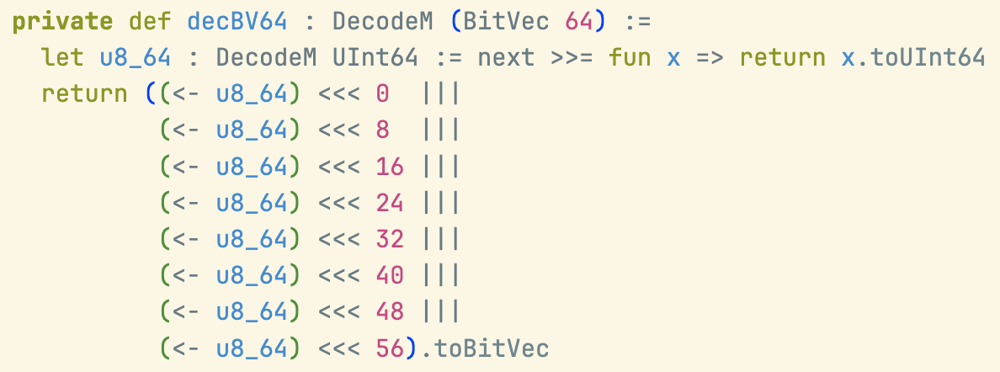 private def decBV64 : DecodeM (BitVec 64) :=
  let u8_64 : DecodeM UInt64 := next >>= fun x => return x.toUInt64
  return ((<- u8_64) <<< 0  |||
          (<- u8_64) <<< 8  |||
          (<- u8_64) <<< 16 |||
          (<- u8_64) <<< 24 |||
          (<- u8_64) <<< 32 |||
          (<- u8_64) <<< 40 |||
          (<- u8_64) <<< 48 |||
          (<- u8_64) <<< 56).toBitVec